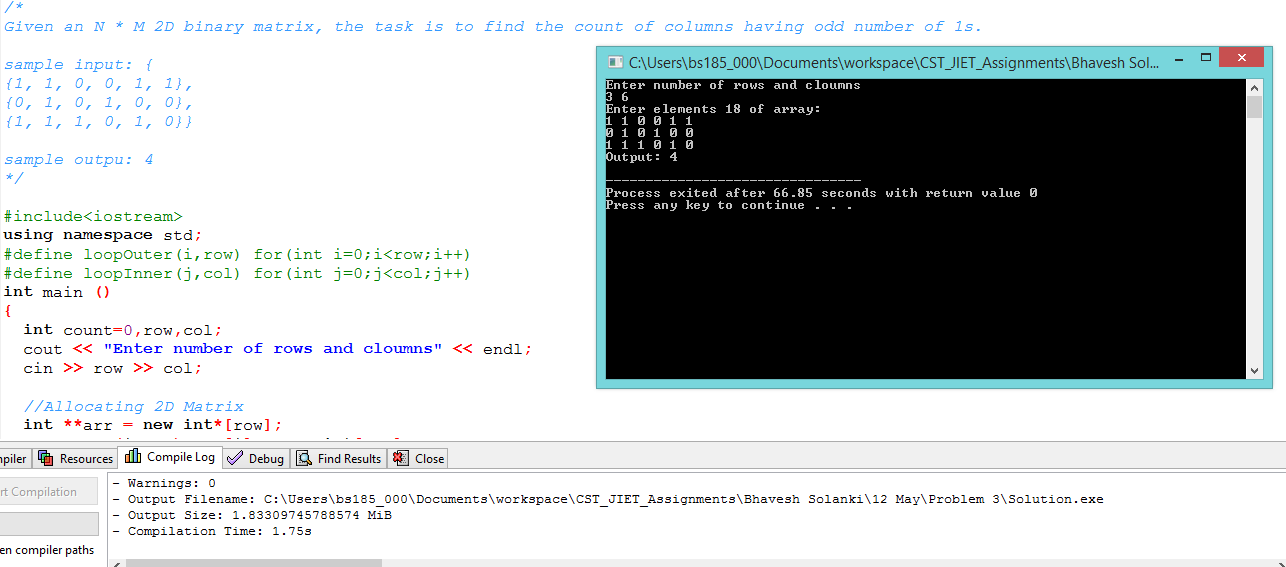 /*
Given an N * M 2D binary matrix, the task is to find the count of columns having odd number of 1s.
sample input: {
{1, 1, 0, 0, 1, 1},
{0, 1, 0, 1, 0, 0},
{1, 1, 1, 0, 1, 0}}
sample outpu: 4
*/
#include<iostream>
using namespace std;
#define loopOuter(i,row) for(int i=0;i<row;i++)
#define loopInner(j,col) for(int j=0;j<col;j++)
int main ()
{
int count=0,row,col;
cout << "Enter number of rows and cloumns" << endl;
cin >> row >> col;
//Allocating 2D Matrix
int **arr = new int*[row];
C:\Users\bs185_000\Documents\workspace\CST_JIET_Assignments\Bhavesh Sol...
Enter number of rows and cloumns
3 6
Enter elements 18 of array:
1 1 0 0 1 1
0 1 0 1 0 0
1 1 1 0 1 0
Output: 4
--------------------------------
Process exited after 66.85 seconds with return value 0
Press any key to continue . . .
mpiler Resources Compile Log Debug Find Results Close
rt Compilation
en compiler paths
- Warnings: 0
- Output Filename: C:\Users\bs185_000\Documents\workspace\CST_JIET_Assignments\Bhavesh Solanki\12 May\Problem 3\Solution.exe
- Output Size: 1.83309745788574 MiB
- Compilation Time: 1.75s